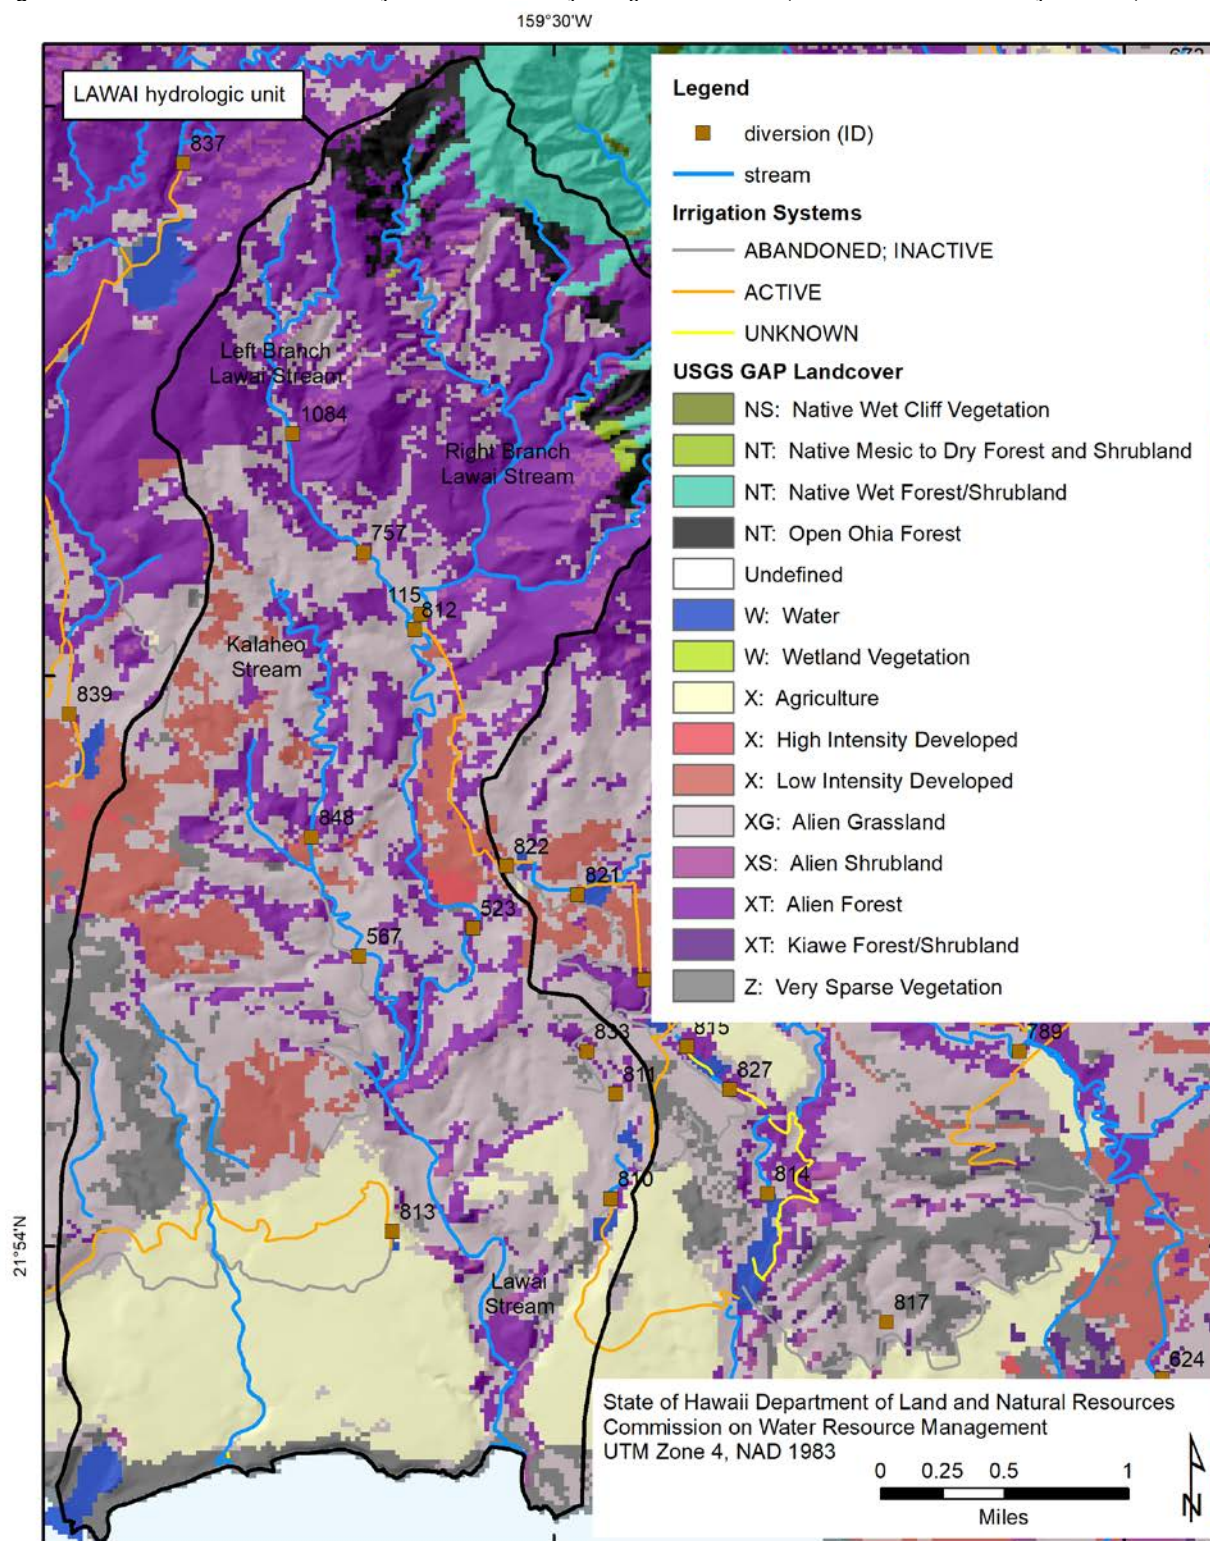 159°30'W
LAWAI hydrologic unit
837
Left Branch
Lawai Stream
1084
Right Branch
Lawai Stream
757
115
812
Kalaheo
Stream
839
848
822
821
523
567
833
811
815
827
789
810
814
813
21°54'N
Lawai
Stream
817
624
Legend
diversion (ID)
stream
Irrigation Systems
ABANDONED; INACTIVE
ACTIVE
UNKNOWN
USGS GAP Landcover
NS: Native Wet Cliff Vegetation
NT: Native Mesic to Dry Forest and Shrubland
NT: Native Wet Forest/Shrubland
NT: Open Ohia Forest
Undefined
W: Water
W: Wetland Vegetation
X: Agriculture
X: High Intensity Developed
X: Low Intensity Developed
XG: Alien Grassland
XS: Alien Shrubland
XT: Alien Forest
XT: Kiawe Forest/Shrubland
Z: Very Sparse Vegetation
State of Hawaii Department of Land and Natural Resources
Commission on Water Resource Management
UTM Zone 4, NAD 1983
0 0.25 0.5 1
Miles
N